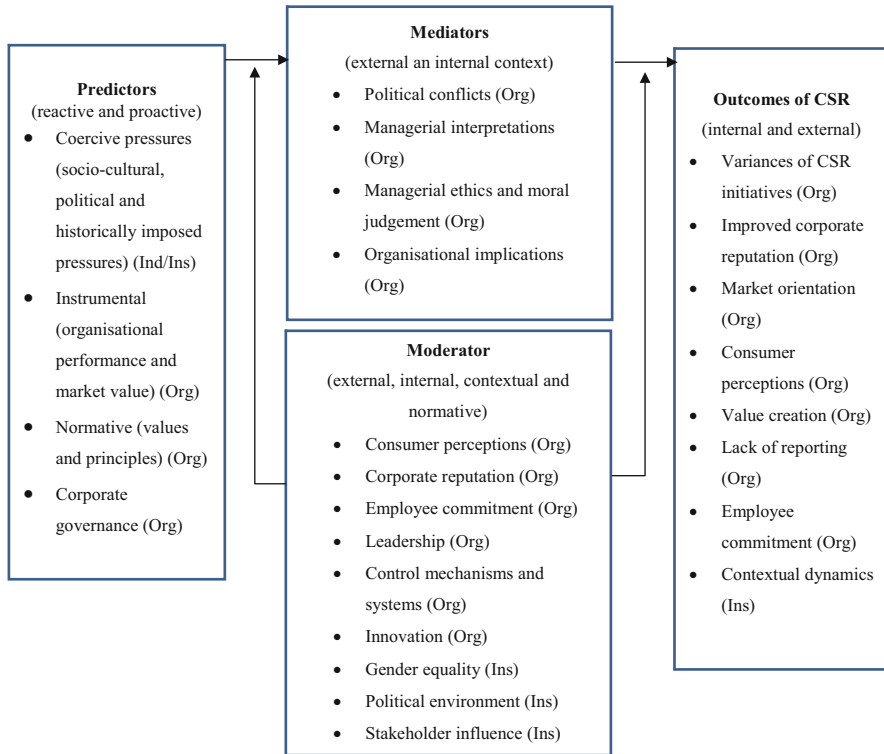 Predictors
(reactive and proactive)
● Coercive pressures
(socio-cultural,
political and
historically imposed
pressures) (Ind/Ins)
● Instrumental
(organisational
performance and
market value) (Org)
● Normative (values
and principles) (Org)
● Corporate
governance (Org)
Mediators
(external an internal context)
● Political conflicts (Org)
● Managerial interpretations
(Org)
● Managerial ethics and moral
judgement (Org)
● Organisational implications
(Org)
Moderator
(external, internal, contextual and
normative)
● Consumer perceptions (Org)
● Corporate reputation (Org)
● Employee commitment (Org)
● Leadership (Org)
● Control mechanisms and
systems (Org)
● Innovation (Org)
● Gender equality (Ins)
● Political environment (Ins)
● Stakeholder influence (Ins)
Outcomes of CSR
(internal and external)
● Variances of CSR
initiatives (Org)
● Improved corporate
reputation (Org)
● Market orientation
(Org)
● Consumer
perceptions (Org)
● Value creation (Org)
● Lack of reporting
(Org)
● Employee
commitment (Org)
● Contextual dynamics
(Ins)